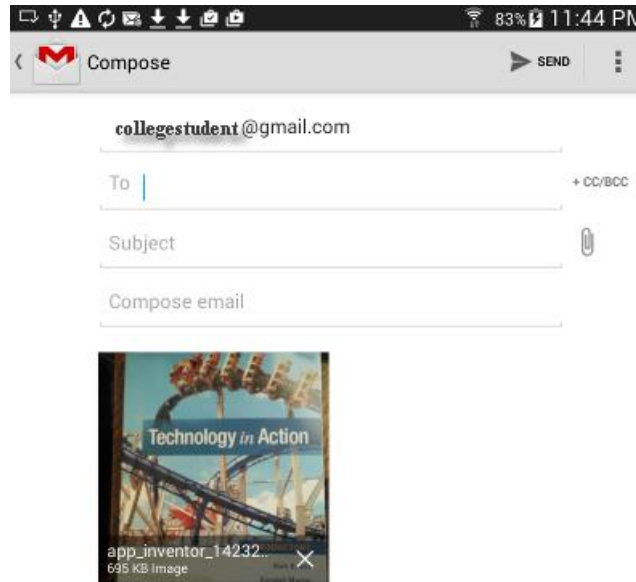 83% 11:44 PM
Compose
SEND
collegestudent@gmail.com
To
+ CC/BCC
Subject
Compose email
Technology in Action
app_inventor_14232..
695 KB Image